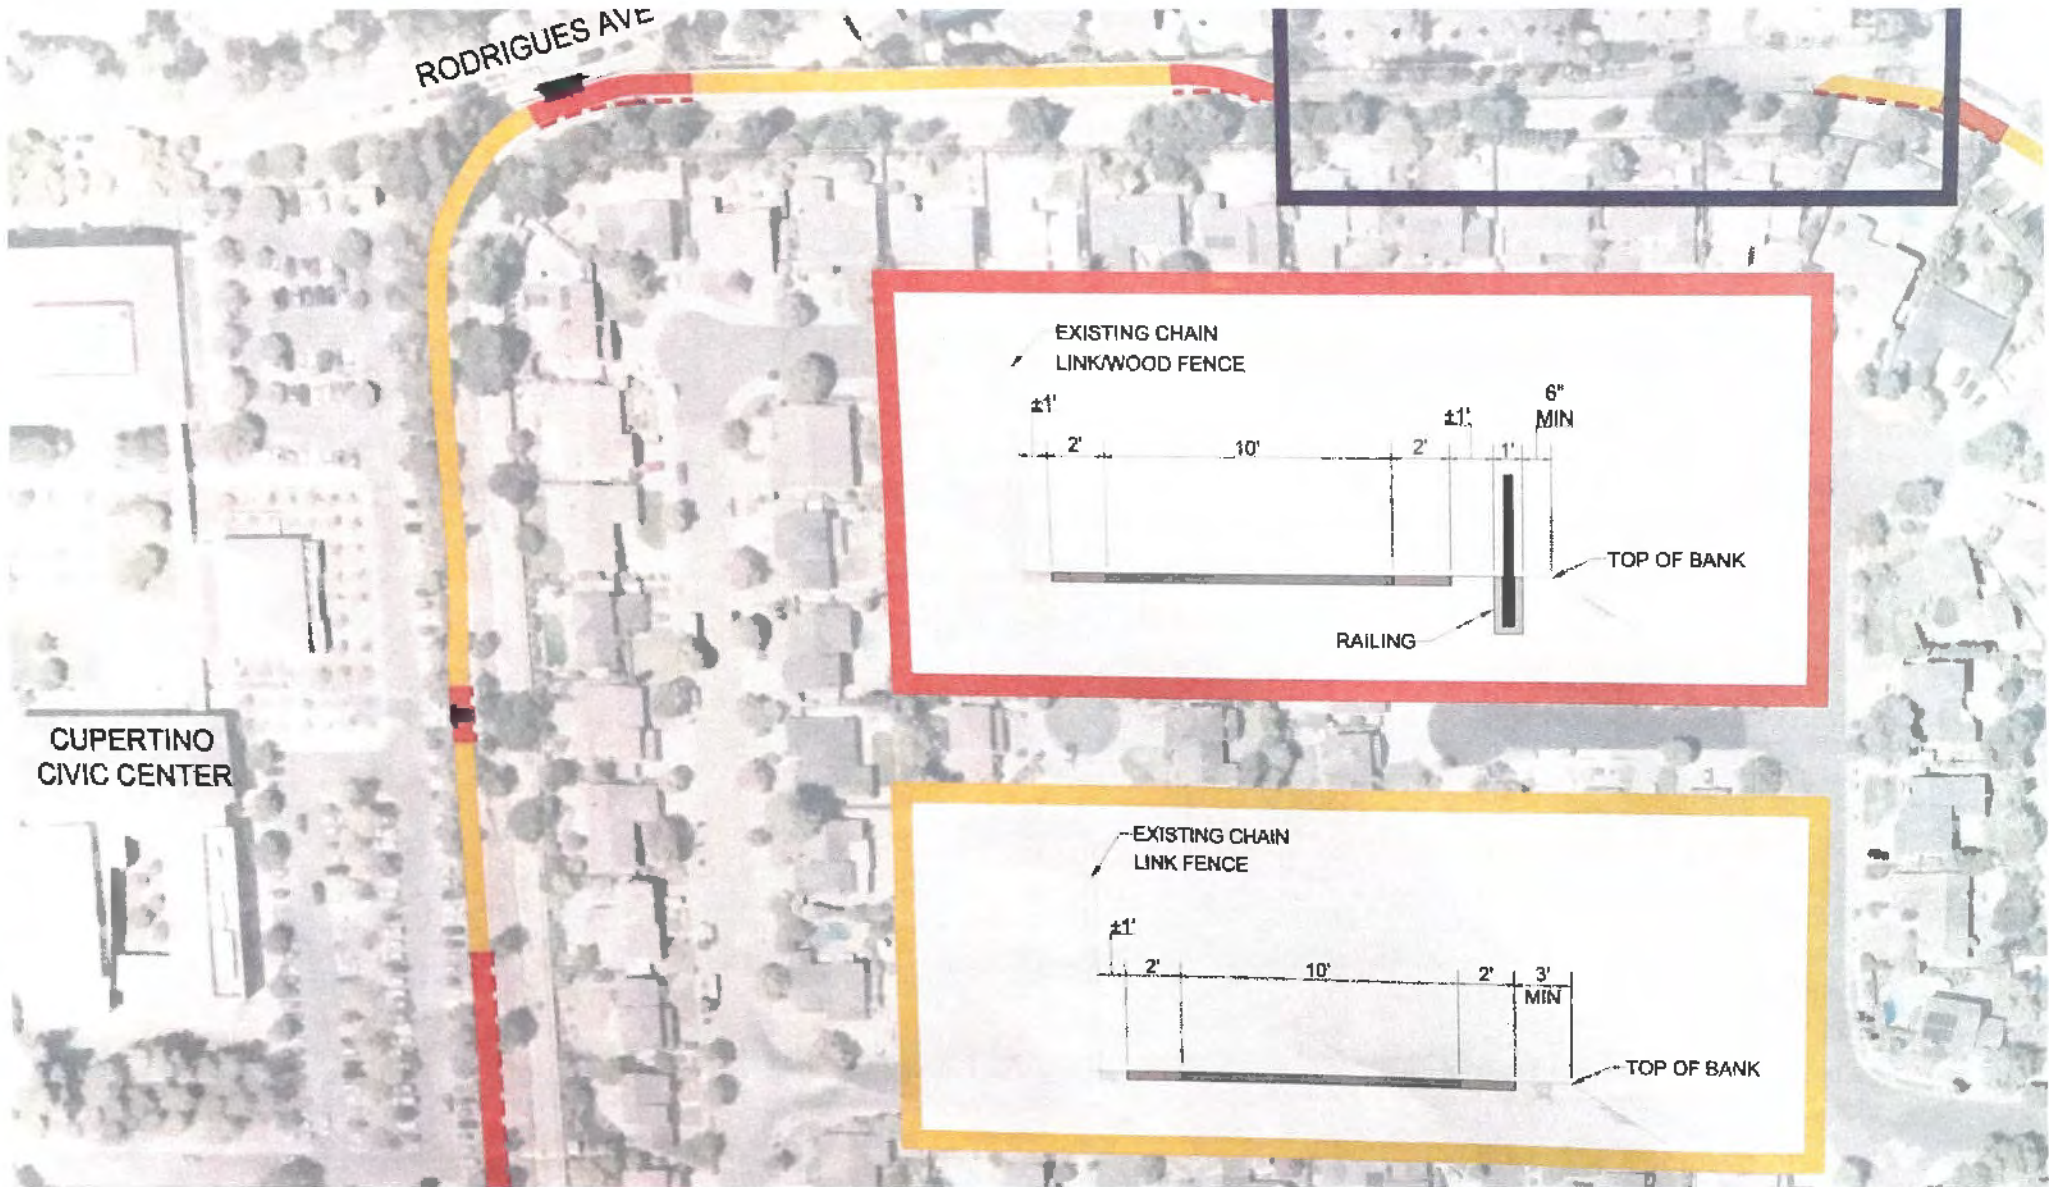 RODRIGUES AVE
EXISTING CHAIN
LINK/WOOD FENCE
±1'
2'
10'
2'
±1'
1'
6"
MIN
TOP OF BANK
RAILING
CUPERTINO
CIVIC CENTER
EXISTING CHAIN
LINK FENCE
±1'
2'
10'
2'
3'
MIN
TOP OF BANK